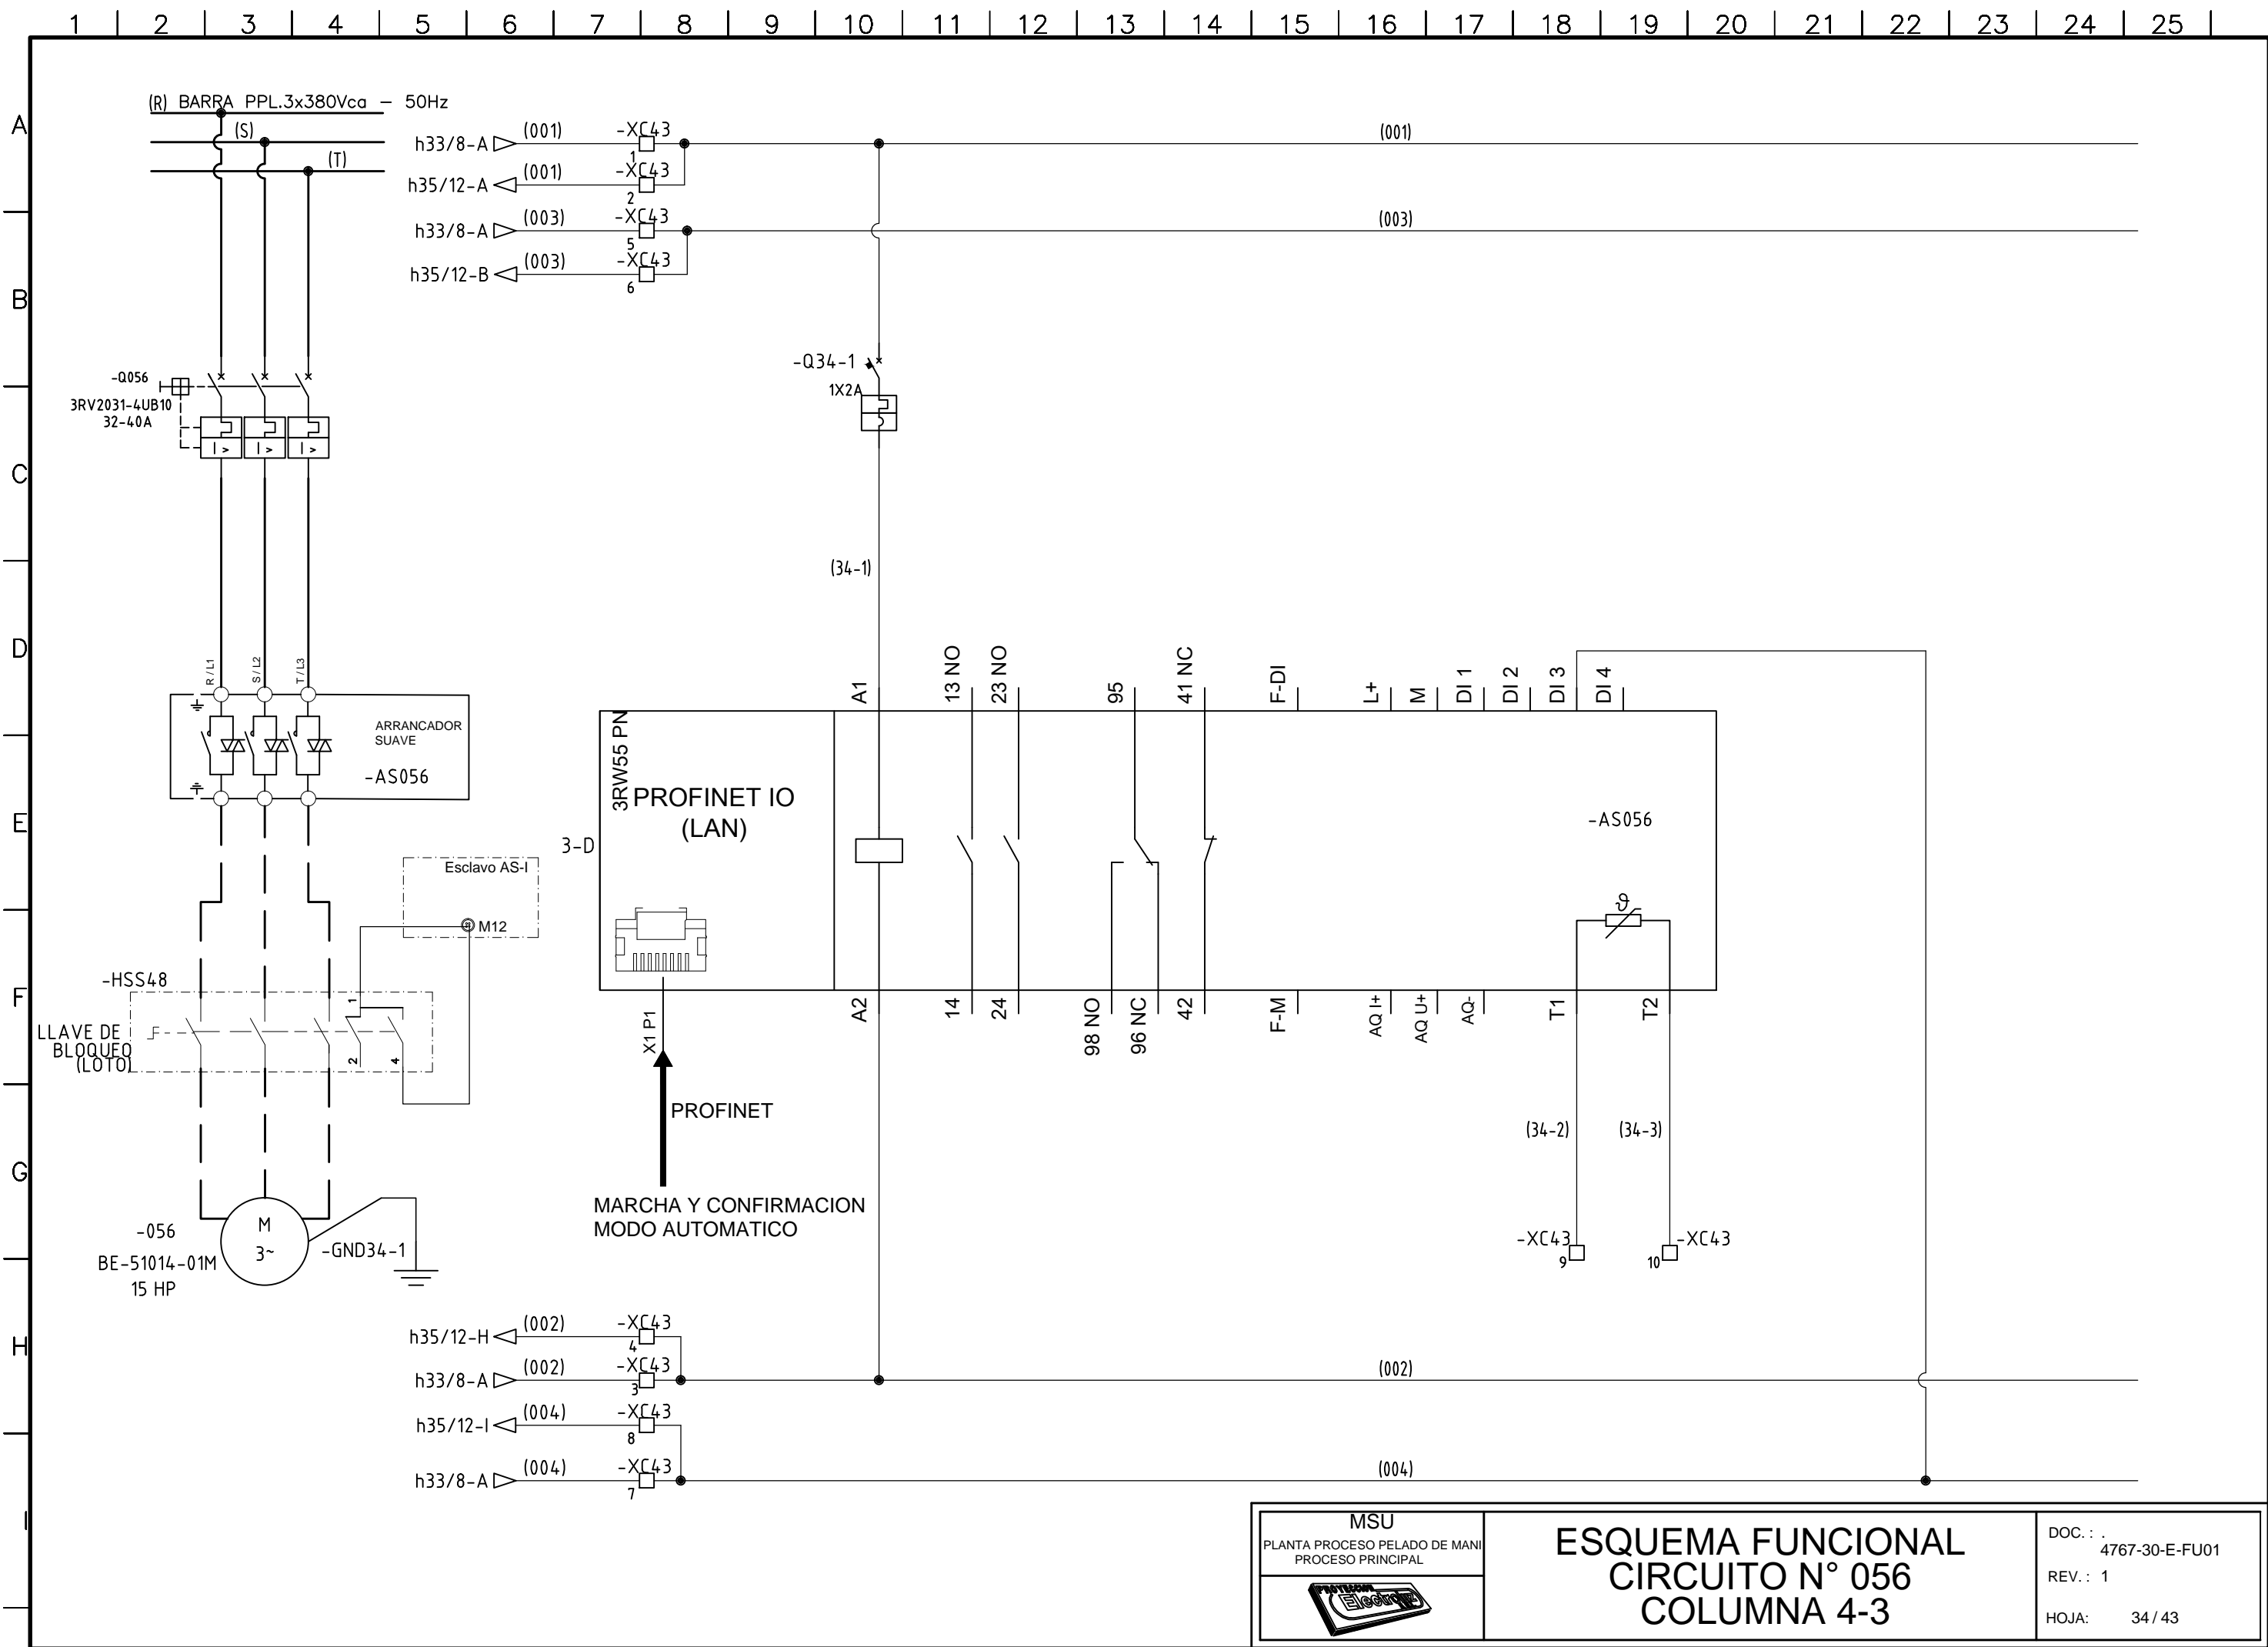 1 2 3 4 5 6 7 8 9 10 11 12 13 14 15 16 17 18 19 20 21 22 23 24 25
A
B
C
D
E
F
G
H
I
(R) BARRA PPL.3x380Vca – 50Hz
(S)
(T)
h33/8-A (001) -XC43 1
(001)
h35/12-A (001) -XC43 2
h33/8-A (003) -XC43 5
(003)
h35/12-B (003) -XC43 6
-Q056
3RV2031-4UB10
32-40A
I > I > I >
-Q34-1
1X2A
(34-1)
R / L1 S / L2 T / L3
ARRANCADOR
SUAVE
-AS056
3RW55 PN
PROFINET IO
(LAN)
3-D
A1 13 NO 23 NO 95 41 NC F-DI L+ M DI 1 DI 2 DI 3 DI 4
-AS056
ϑ
A2 14 24 98 NO 96 NC 42 F-M AQ I+ AQ U+ AQ- T1 T2
X1 P1
PROFINET
MARCHA Y CONFIRMACION
MODO AUTOMATICO
Esclavo AS-I
M12
-HSS48
LLAVE DE
BLOQUEO
(LOTO)
1
2 4
(34-2) (34-3)
-XC43 9
-XC43 10
-056
BE-51014-01M
15 HP
M
3~
-GND34-1
h35/12-H (002) -XC43 4
h33/8-A (002) -XC43 3
(002)
h35/12-I (004) -XC43 8
h33/8-A (004) -XC43 7
(004)
MSU
PLANTA PROCESO PELADO DE MANI
PROCESO PRINCIPAL
PROYECCION
Electroluz
ESQUEMA FUNCIONAL
CIRCUITO N° 056
COLUMNA 4-3
DOC. : .
4767-30-E-FU01
REV. : 1
HOJA: 34 / 43